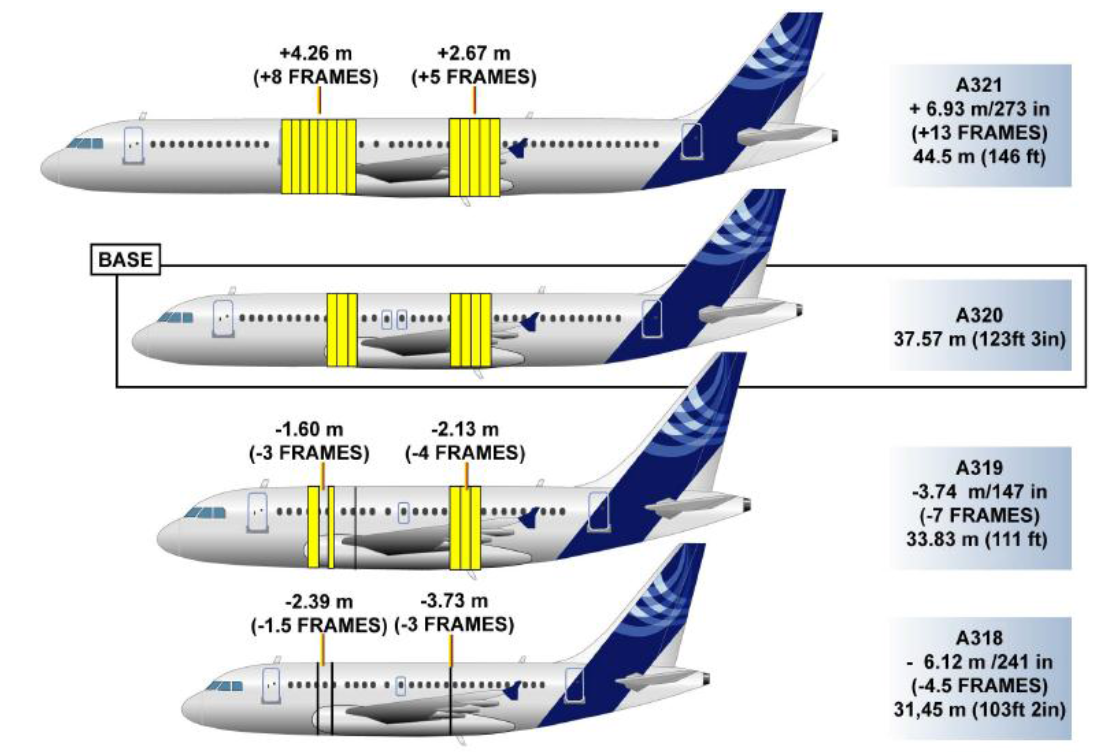 +4.26 m
(+8 FRAMES)
+2.67 m
(+5 FRAMES)
A321
+ 6.93 m/273 in
(+13 FRAMES)
44.5 m (146 ft)
BASE
A320
37.57 m (123ft 3in)
-1.60 m
(-3 FRAMES)
-2.13 m
(-4 FRAMES)
A319
-3.74  m/147 in
(-7 FRAMES)
33.83 m (111 ft)
-2.39 m
(-1.5 FRAMES)
-3.73 m
(-3 FRAMES)
A318
-  6.12 m /241 in
(-4.5 FRAMES)
31,45 m (103ft 2in)